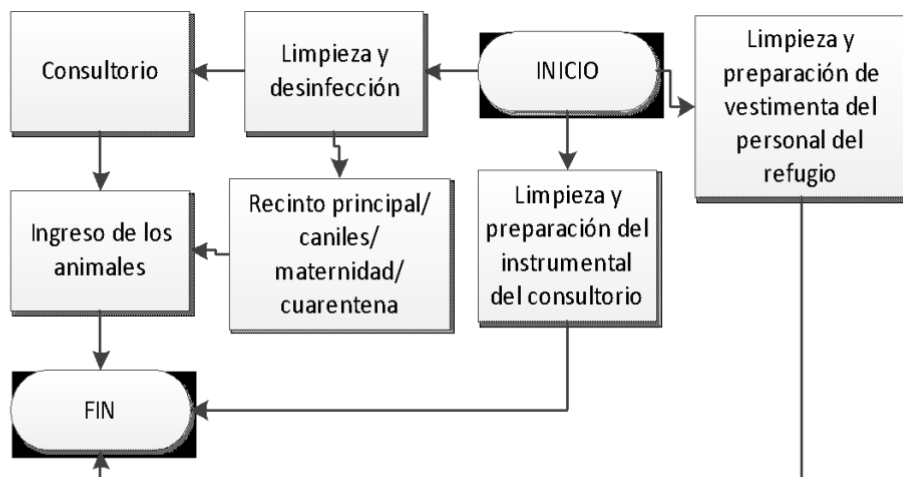 Consultorio
Limpieza y
desinfección
INICIO
Limpieza y
preparación de
vestimenta del
personal del
refugio
Ingreso de los
animales
Recinto principal/
caniles/
maternidad/
cuarentena
Limpieza y
preparación del
instrumental
del consultorio
FIN